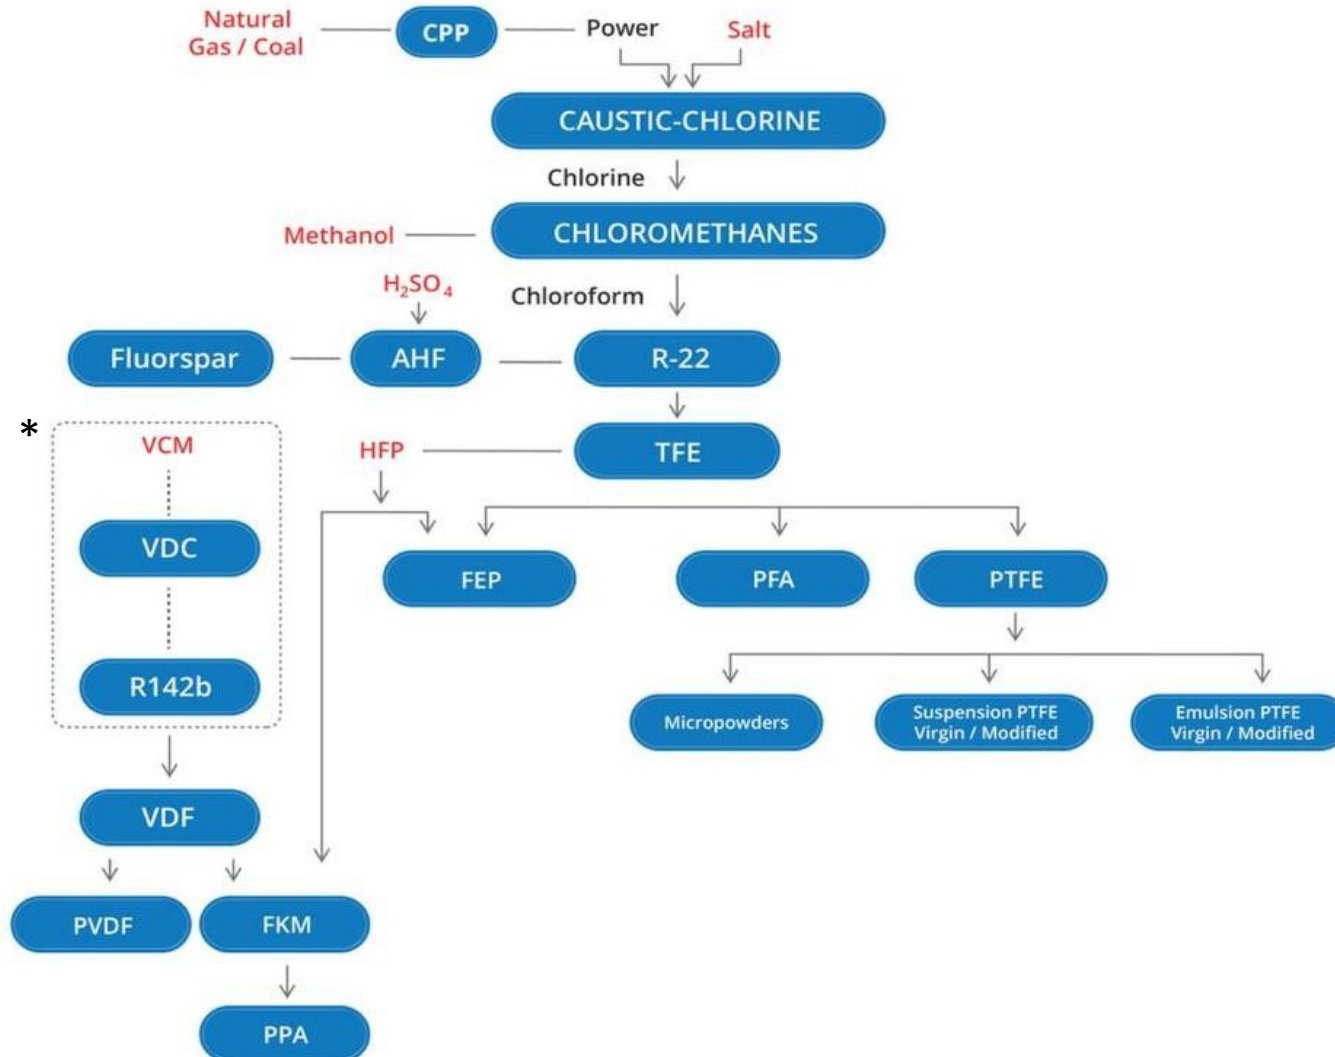 Natural
Gas / Coal
CPP
Power
Salt
CAUSTIC-CHLORINE
Chlorine
Methanol
CHLOROMETHANES
H₂SO₄
Chloroform
Fluorspar
AHF
R-22
*
VCM
HFP
TFE
VDC
FEP
PFA
PTFE
R142b
Micropowders
Suspension PTFE
Virgin / Modified
Emulsion PTFE
Virgin / Modified
VDF
PVDF
FKM
PPA